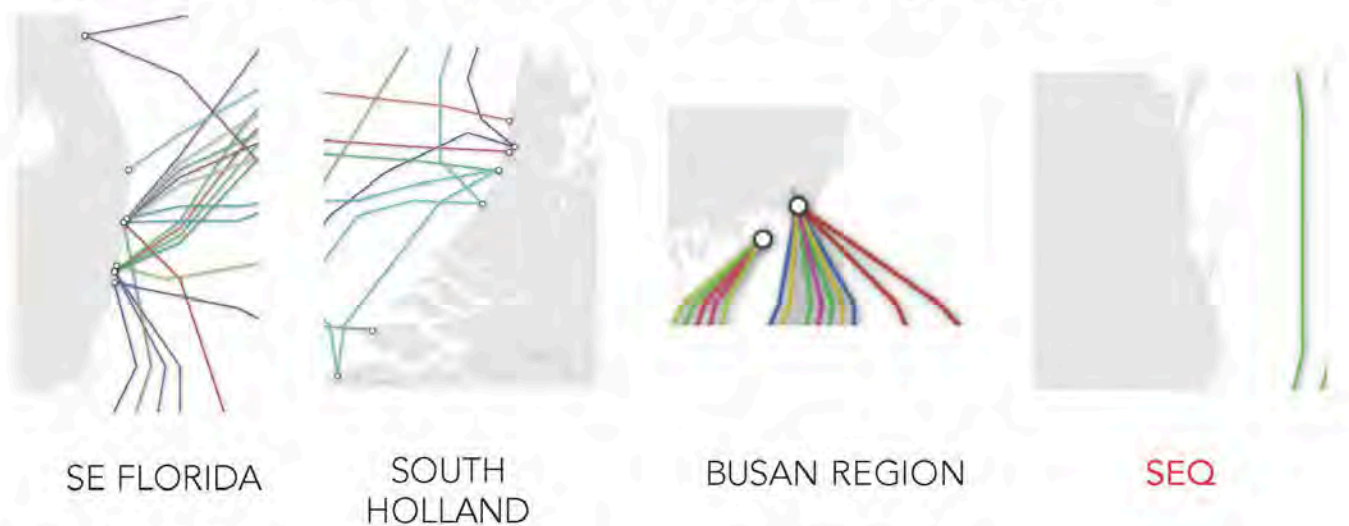 SE FLORIDA
SOUTH
HOLLAND
BUSAN REGION
SEQ